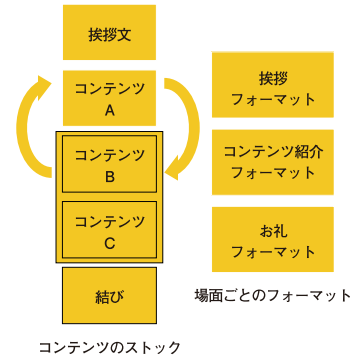 挨拶文
コンテンツ
A
コンテンツ
B
コンテンツ
C
結び
コンテンツのストック
挨拶
フォーマット
コンテンツ紹介
フォーマット
お礼
フォーマット
場面ごとのフォーマット